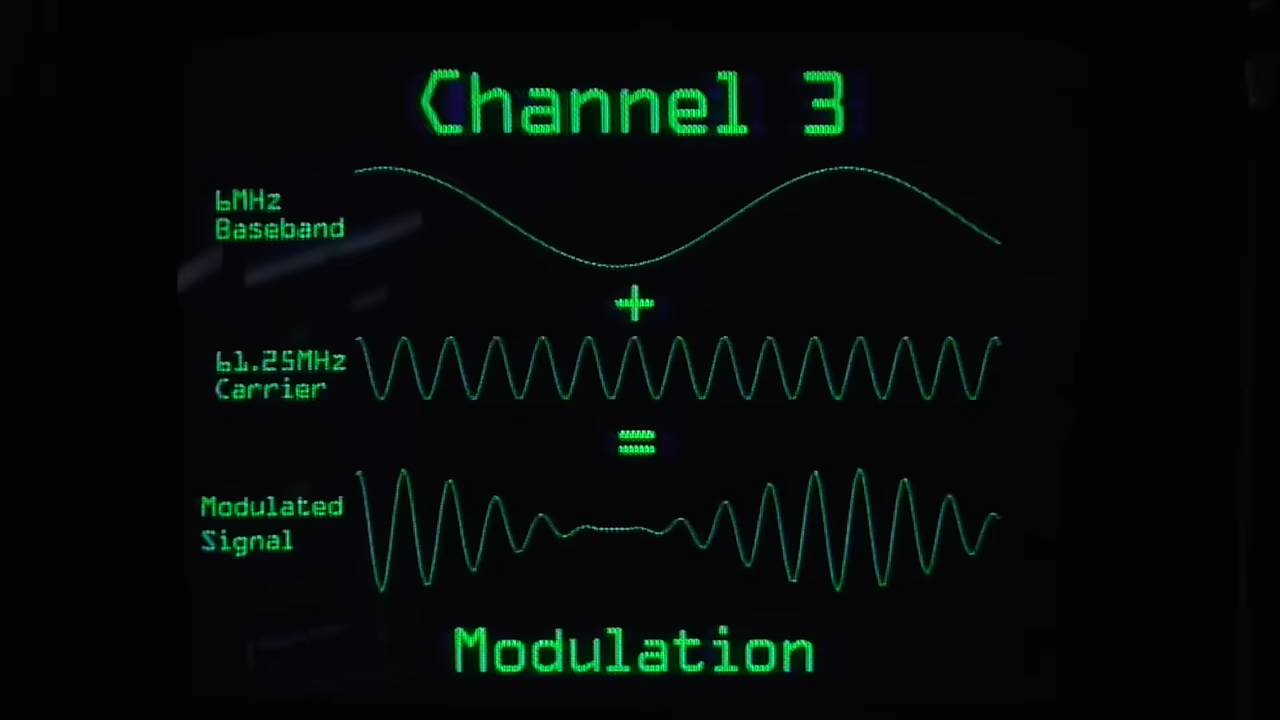 Channel 3
6MHz
Baseband
+
61.25MHz
Carrier
=
Modulated
Signal
Modulation